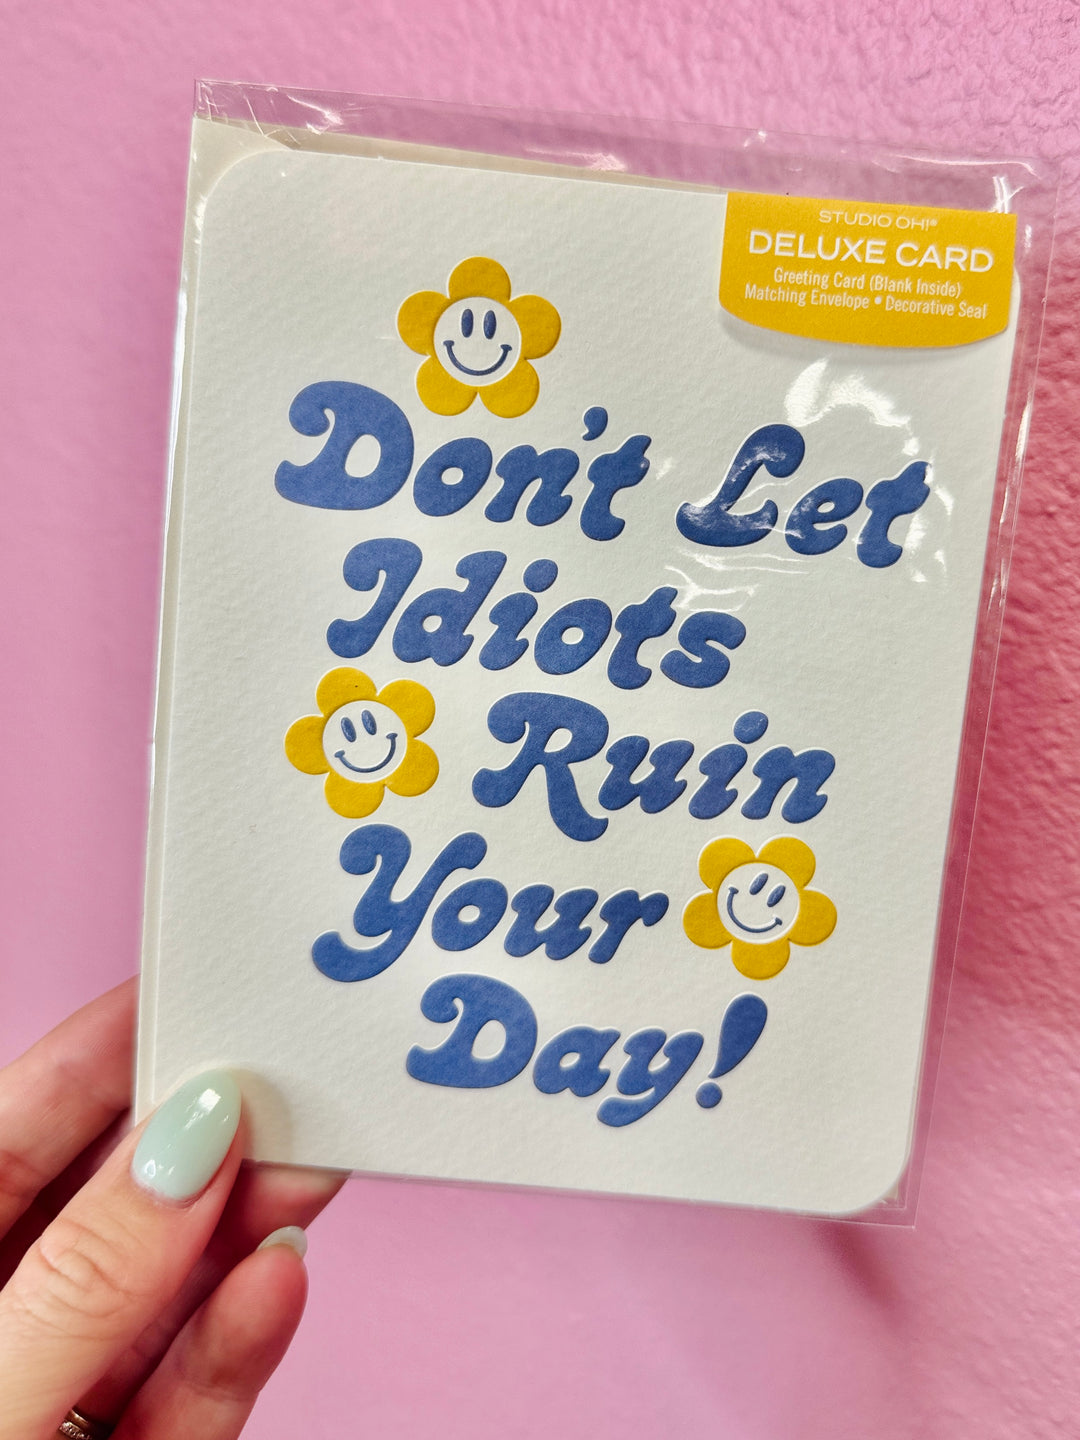 STUDIO OH!®
DELUXE CARD
Greeting Card (Blank Inside)
Matching Envelope • Decorative Seal
Don't Let
Idiots
Ruin
Your
Day!